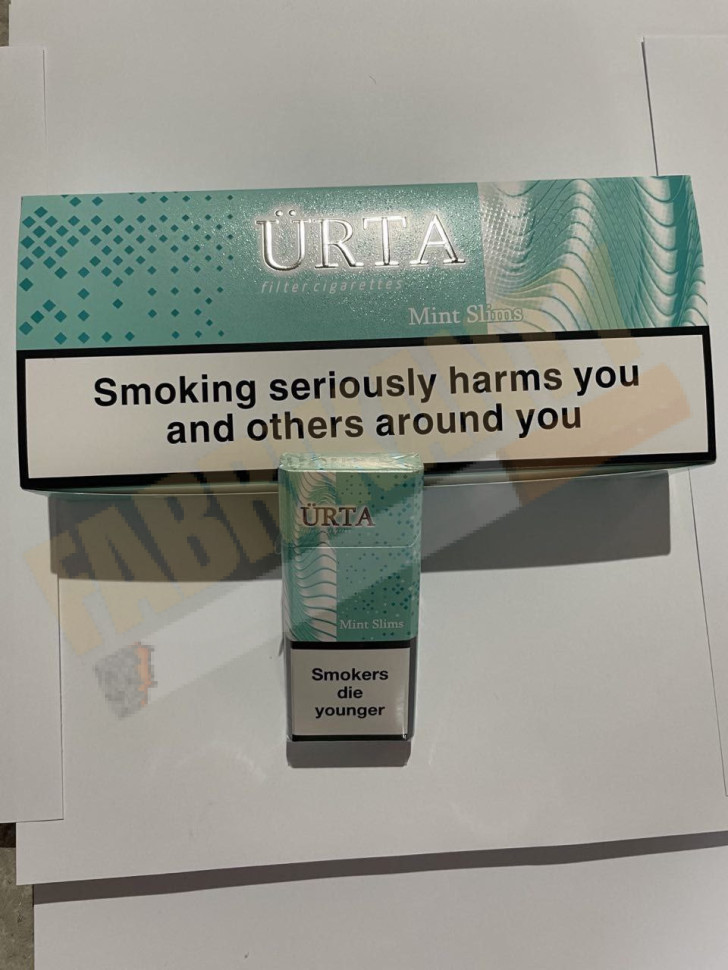 ÜRTA
filter cigarettes
Mint Slims
Smoking seriously harms you
and others around you
ÜRTA
Mint Slims
Smokers
die
younger